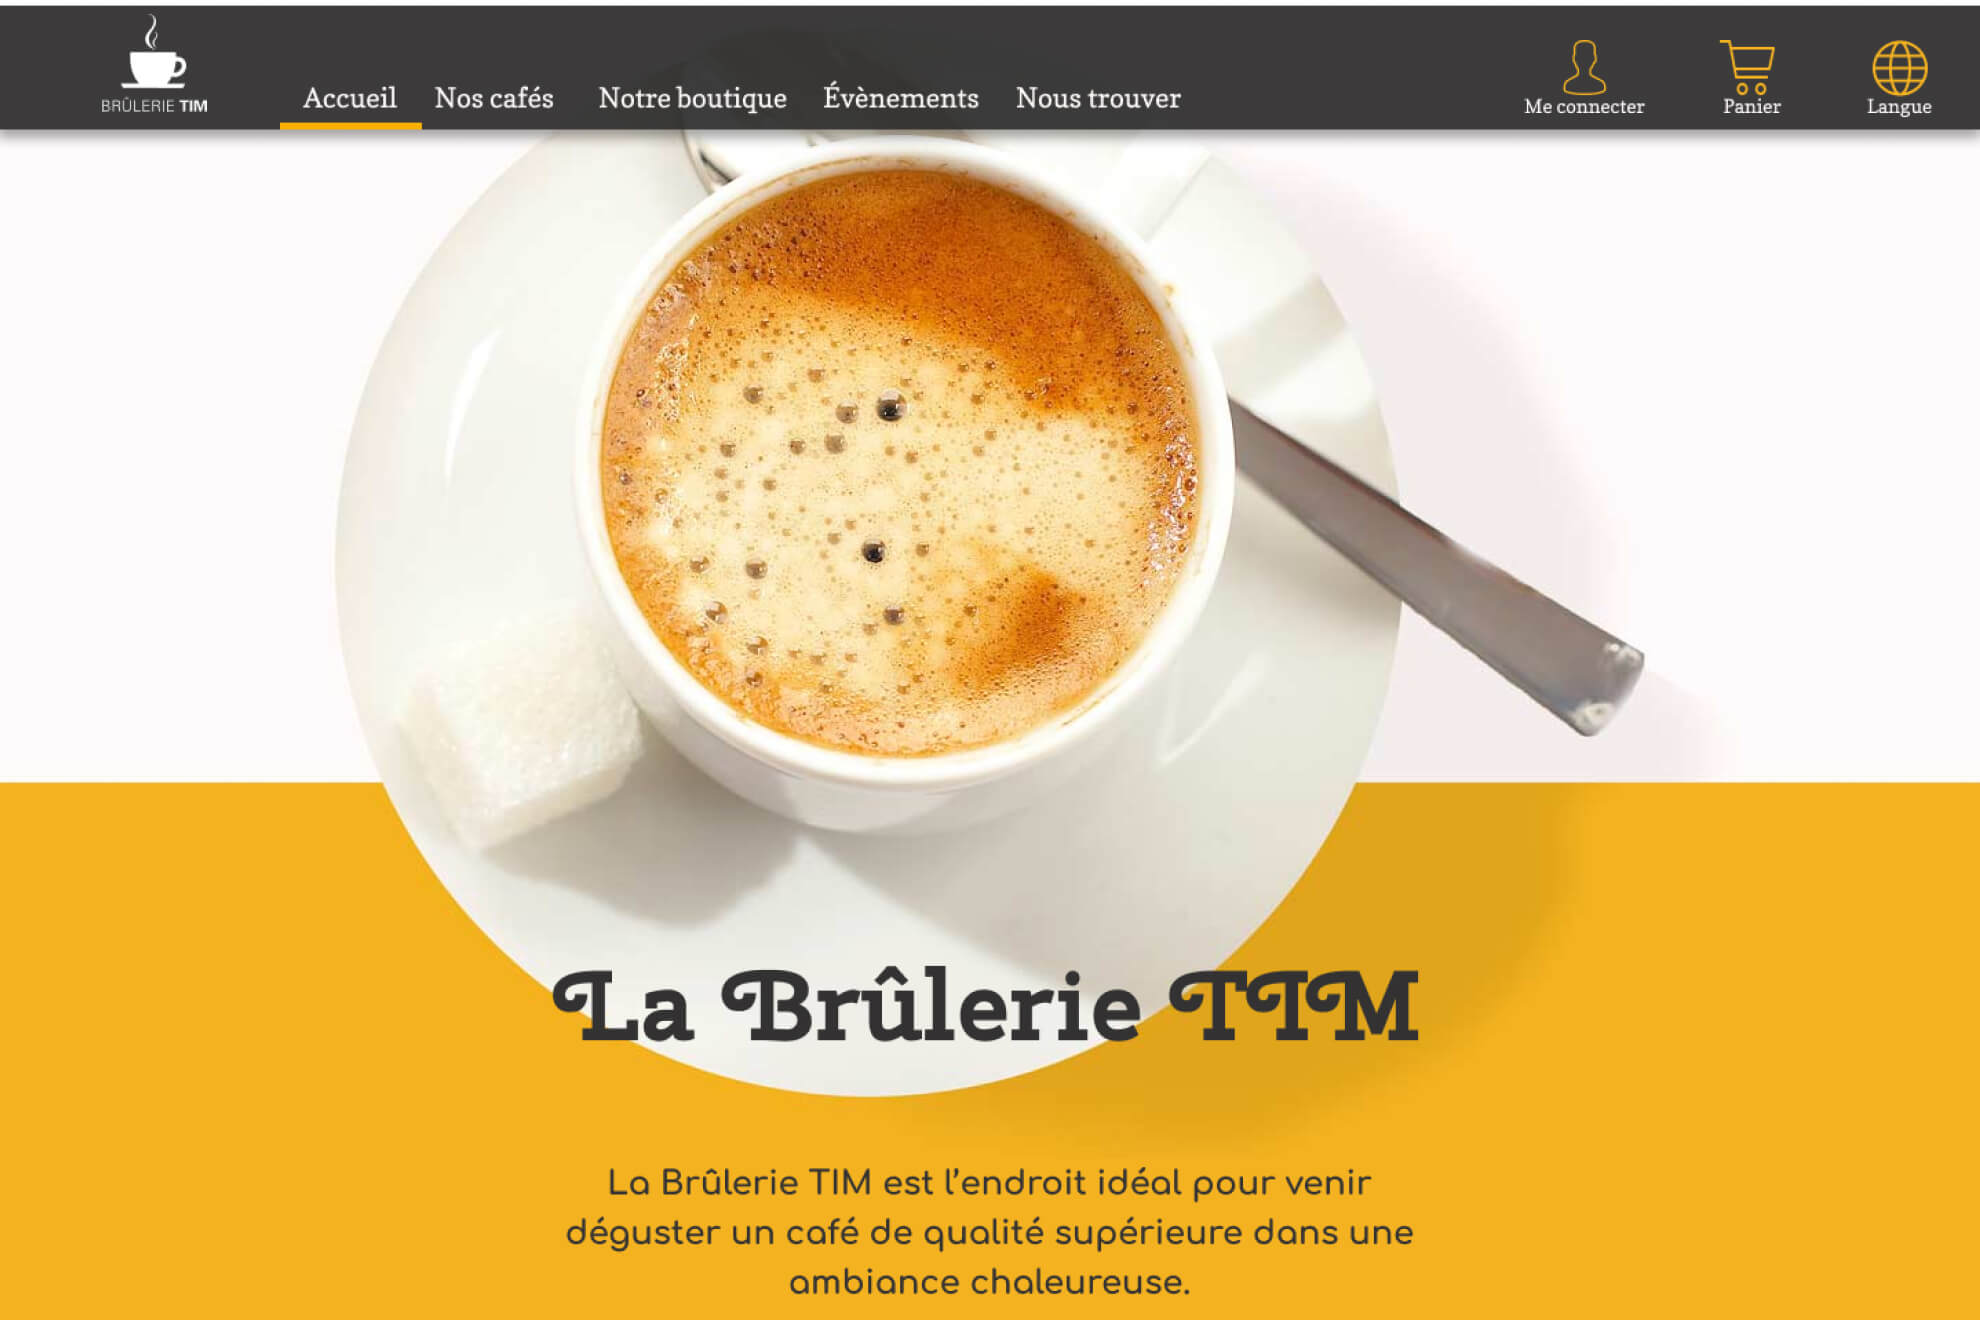 BRÛLERIE TIM
Accueil
Nos cafés
Notre boutique
Évènements
Nous trouver
Me connecter
Panier
Langue
La Brûlerie TIM
La Brûlerie TIM est l’endroit idéal pour venir
déguster un café de qualité supérieure dans une
ambiance chaleureuse.